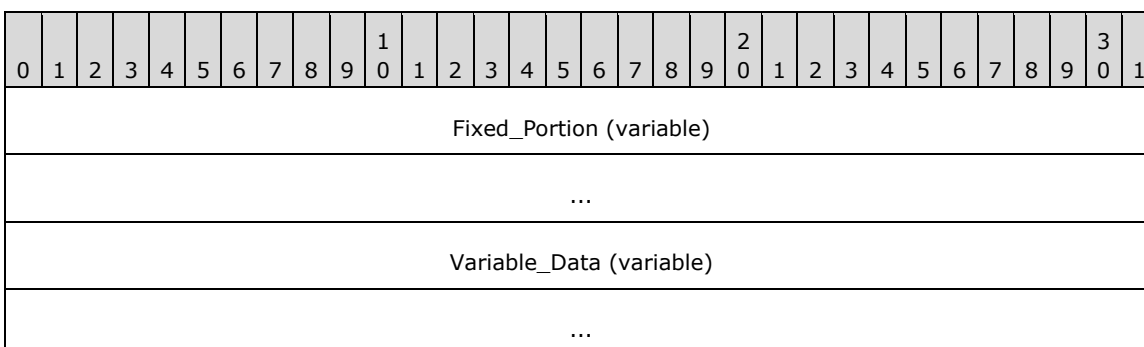 1 2 3
0 1 2 3 4 5 6 7 8 9 0 1 2 3 4 5 6 7 8 9 0 1 2 3 4 5 6 7 8 9 0 1
Fixed_Portion (variable)
...
Variable_Data (variable)
...